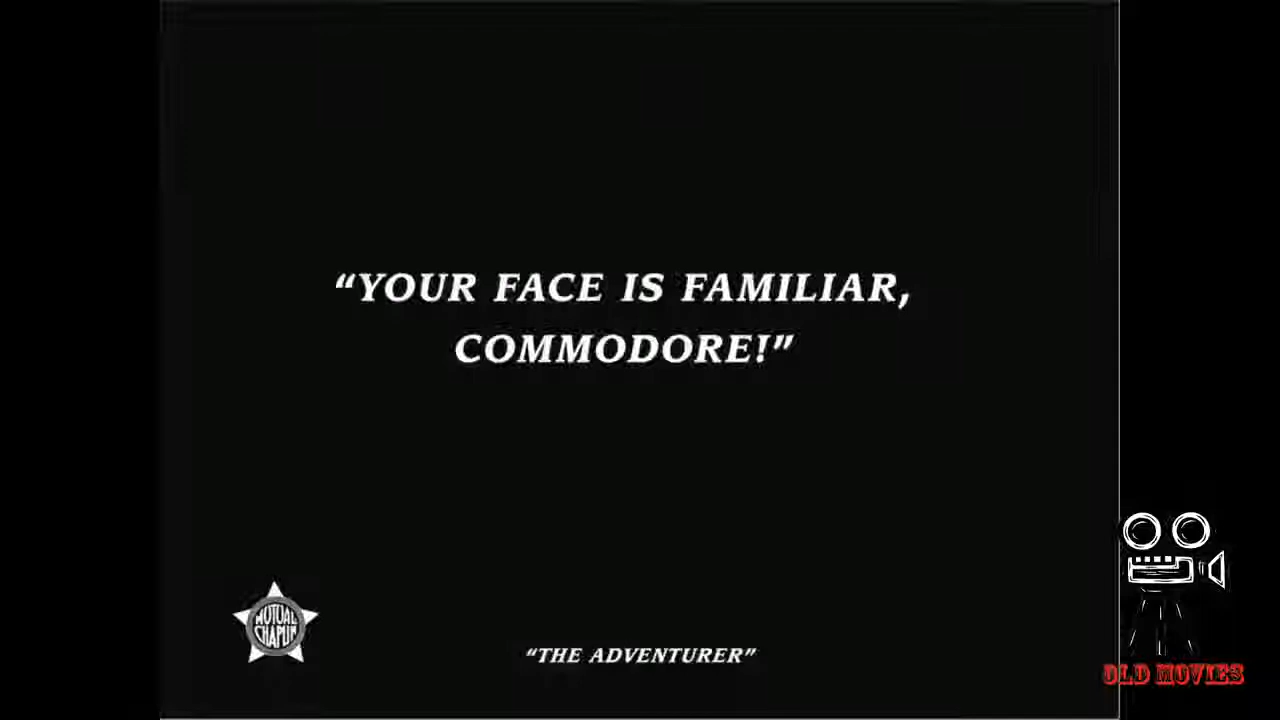 “YOUR FACE IS FAMILIAR,
COMMODORE!”
MUTUAL
CHAPLIN
“THE ADVENTURER”
OLD MOVIES